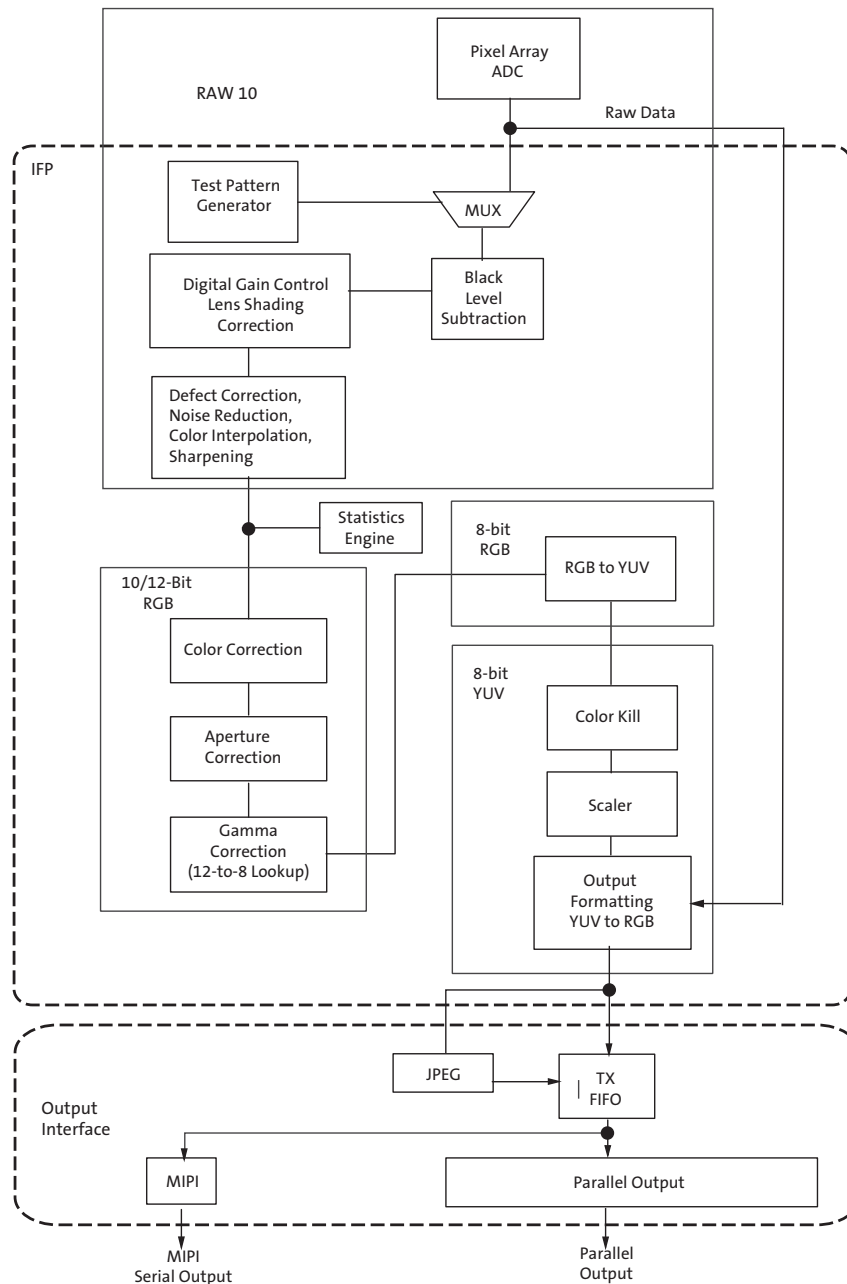 Pixel Array
ADC
RAW 10
Raw Data
IFP
Test Pattern
Generator
MUX
Digital Gain Control
Lens Shading
Correction
Black
Level
Subtraction
Defect Correction,
Noise Reduction,
Color Interpolation,
Sharpening
Statistics
Engine
8-bit
RGB
RGB to YUV
10/12-Bit
RGB
Color Correction
8-bit
YUV
Color Kill
Aperture
Correction
Scaler
Gamma
Correction
(12-to-8 Lookup)
Output
Formatting
YUV to RGB
JPEG
TX
FIFO
Output
Interface
MIPI
Parallel Output
MIPI
Serial Output
Parallel
Output